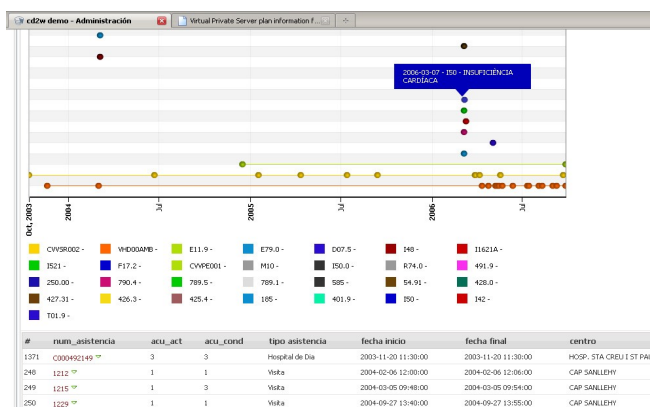 cd2w demo - Administración
Virtual Private Server plan information f...
2006-03-07 - I50 - INSUFICIÈNCIA
CARDÍACA
Oct, 2003
2004
Jul
2005
Jul
2006
Jul
CVVSR002 - VHD00AMB - E11.9 - E79.0 - D07.5 - I48 - I1621A -
I521 - F17.2 - CVVPE001 - M10 - I50.0 - R74.0 - 491.9 -
250.00 - 790.4 - 789.5 - 789.1 - 585 - 54.91 - 428.0 -
427.31 - 426.3 - 425.4 - 185 - 401.9 - I50 - I42 -
T01.9 -
# num_asistencia acu_act acu_cond tipo asistencia fecha inicio fecha final centro
1371 C000492149 3 3 Hospital de Dia 2003-11-20 11:30:00 2003-11-20 11:30:00 HOSP. STA CREU I ST PAU
248 1212 1 1 Visita 2004-02-06 12:00:00 2004-02-06 12:06:00 CAP SANLLEHY
249 1215 1 3 Visita 2004-03-05 09:48:00 2004-03-05 09:54:00 CAP SANLLEHY
250 1229 1 1 Visita 2004-09-27 13:40:00 2004-09-27 13:55:00 CAP SANLLEHY